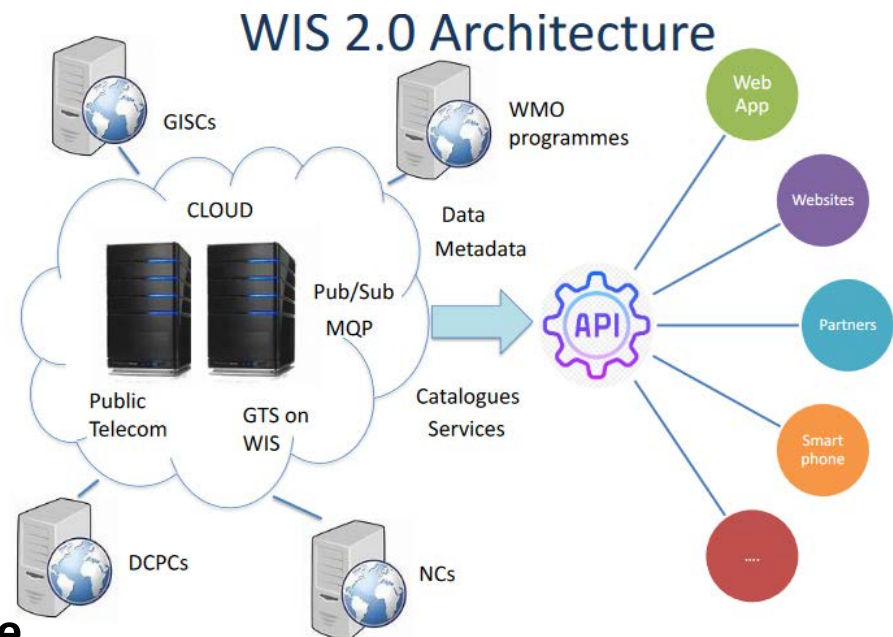 WIS 2.0 Architecture
GISCs
WMO
programmes
CLOUD
Data
Metadata
Pub/Sub
MQP
Public
Telecom
GTS on
WIS
Catalogues
Services
API
Web
App
Websites
Partners
Smart
phone
....
DCPCs
NCs
e